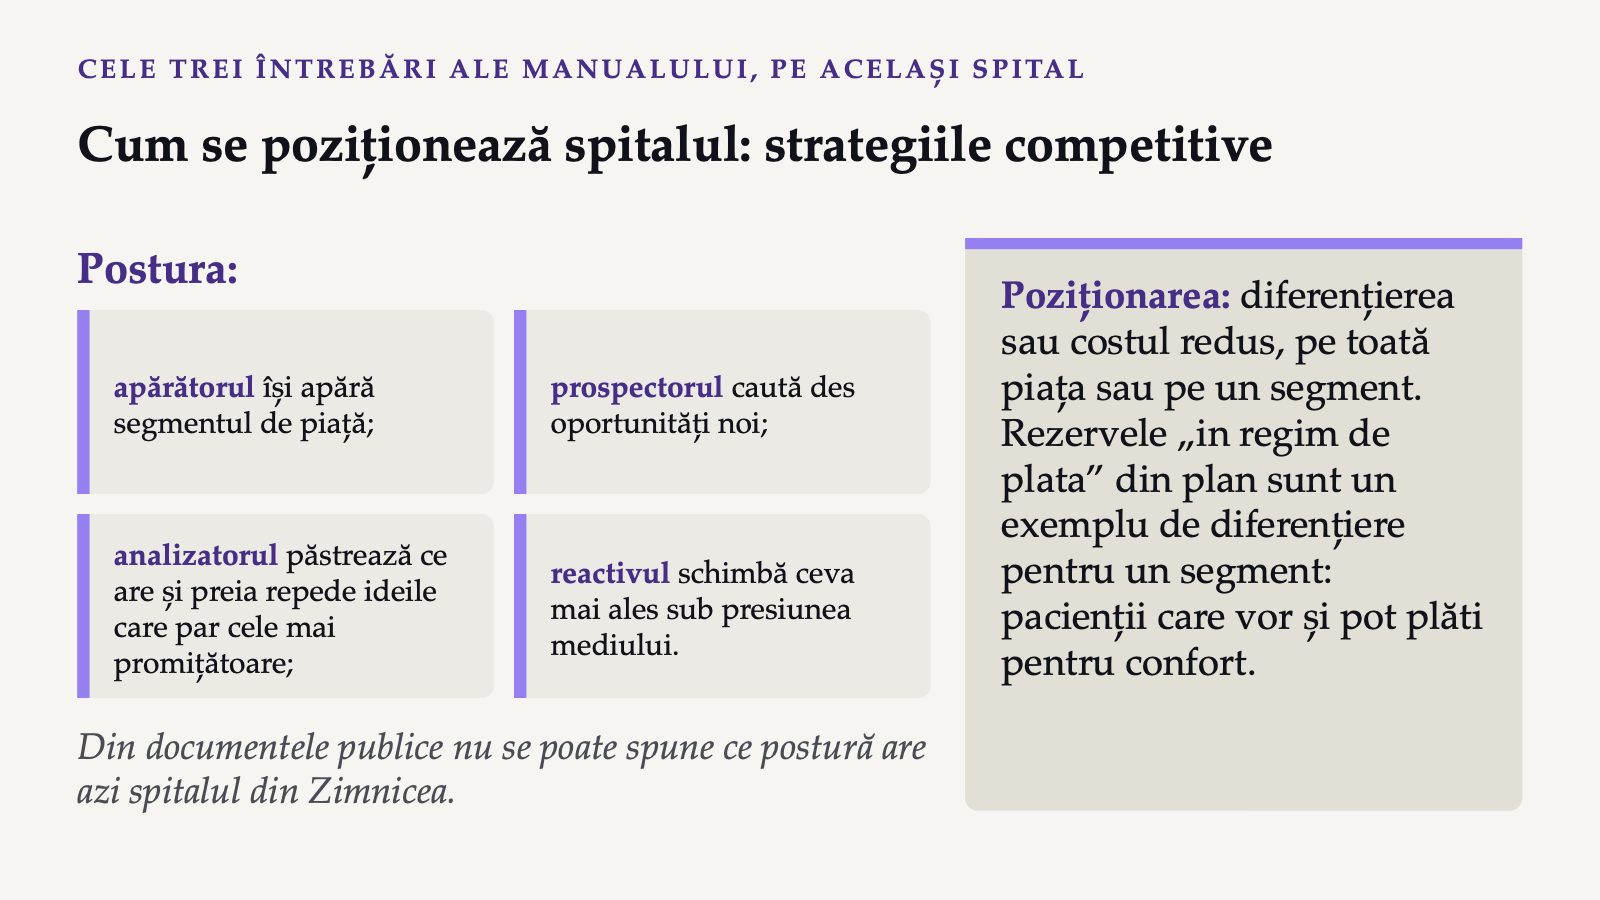 CELE TREI ÎNTREBĂRI ALE MANUALULUI, PE ACELAȘI SPITAL
Cum se poziționează spitalul: strategiile competitive
Postura:
apărătorul își apără
segmentul de piață;
prospectorul caută des
oportunități noi;
analizatorul păstrează ce
are și preia repede ideile
care par cele mai
promițătoare;
reactivul schimbă ceva
mai ales sub presiunea
mediului.
Din documentele publice nu se poate spune ce postură are
azi spitalul din Zimnicea.
Poziționarea: diferențierea
sau costul redus, pe toată
piața sau pe un segment.
Rezervele „in regim de
plata” din plan sunt un
exemplu de diferențiere
pentru un segment:
pacienții care vor și pot plăti
pentru confort.